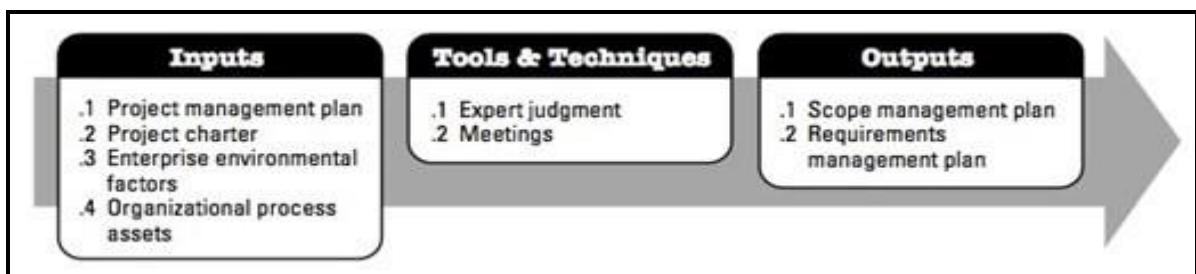 Inputs
.1 Project management plan
.2 Project charter
.3 Enterprise environmental
factors
.4 Organizational process
assets
Tools & Techniques
.1 Expert judgment
.2 Meetings
Outputs
.1 Scope management plan
.2 Requirements
management plan